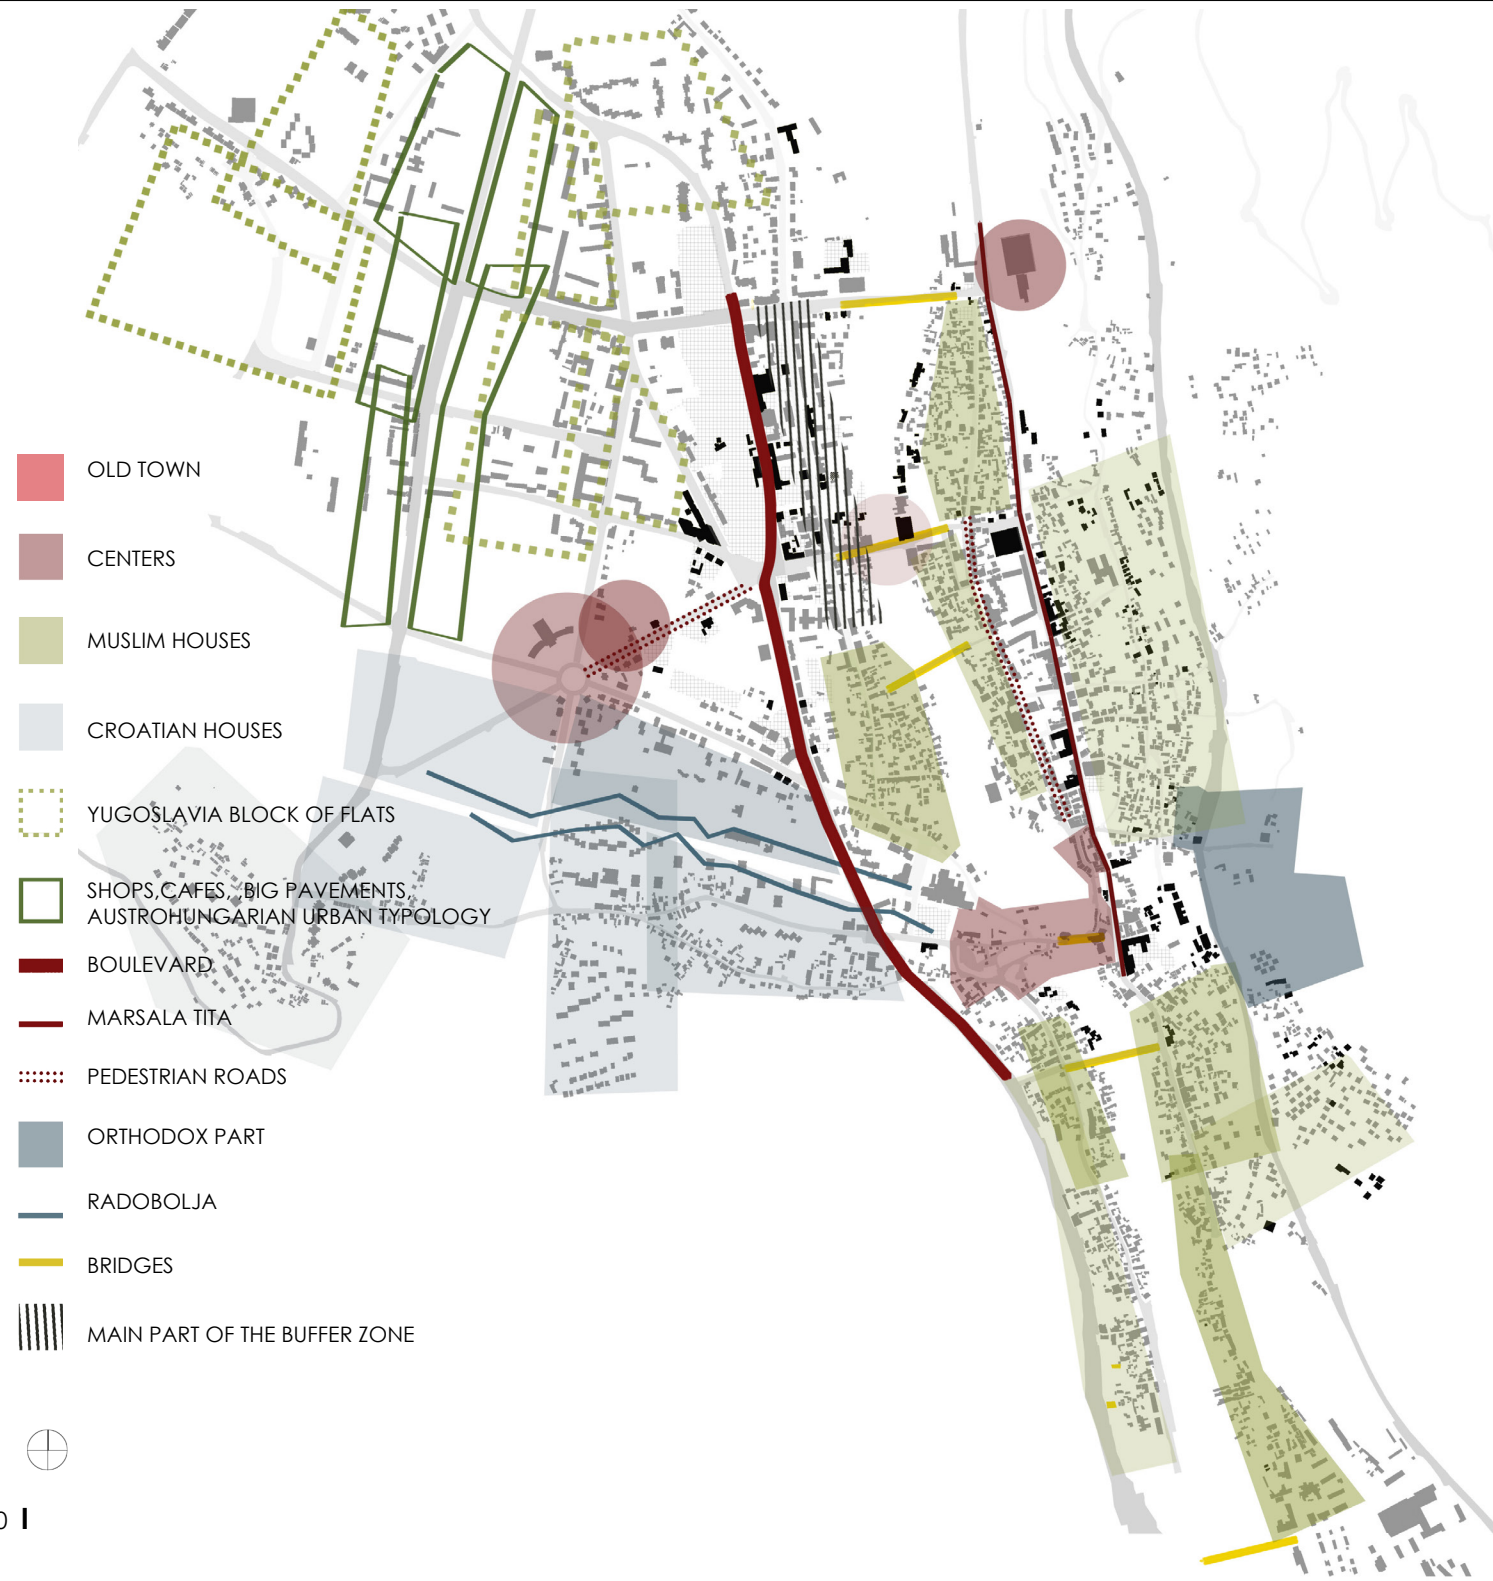 OLD TOWN
CENTERS
MUSLIM HOUSES
CROATIAN HOUSES
YUGOSLAVIA BLOCK OF FLATS
SHOPS,CAFES, BIG PAVEMENTS,
AUSTROHUNGARIAN URBAN TYPOLOGY
BOULEVARD
MARSALA TITA
PEDESTRIAN ROADS
ORTHODOX PART
RADOBOLJA
BRIDGES
MAIN PART OF THE BUFFER ZONE
0 I